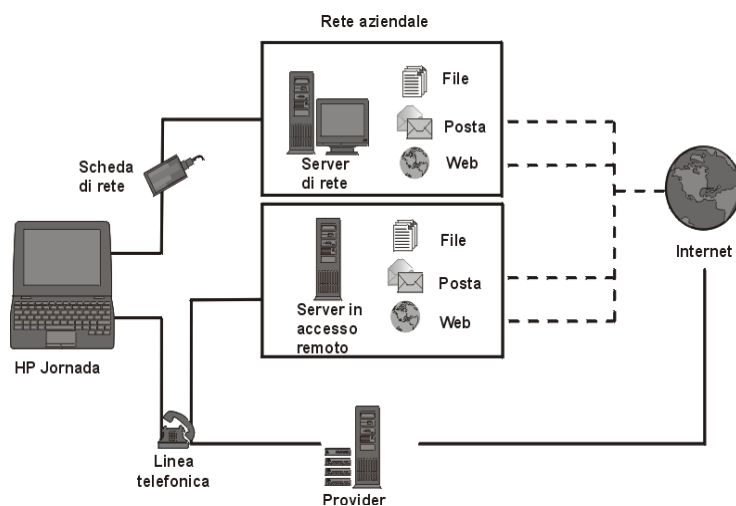 Rete aziendale
File
Posta
Web
Server
di rete
Scheda
di rete
File
Posta
Web
Server in
accesso
remoto
Internet
HP Jornada
Linea
telefonica
Provider